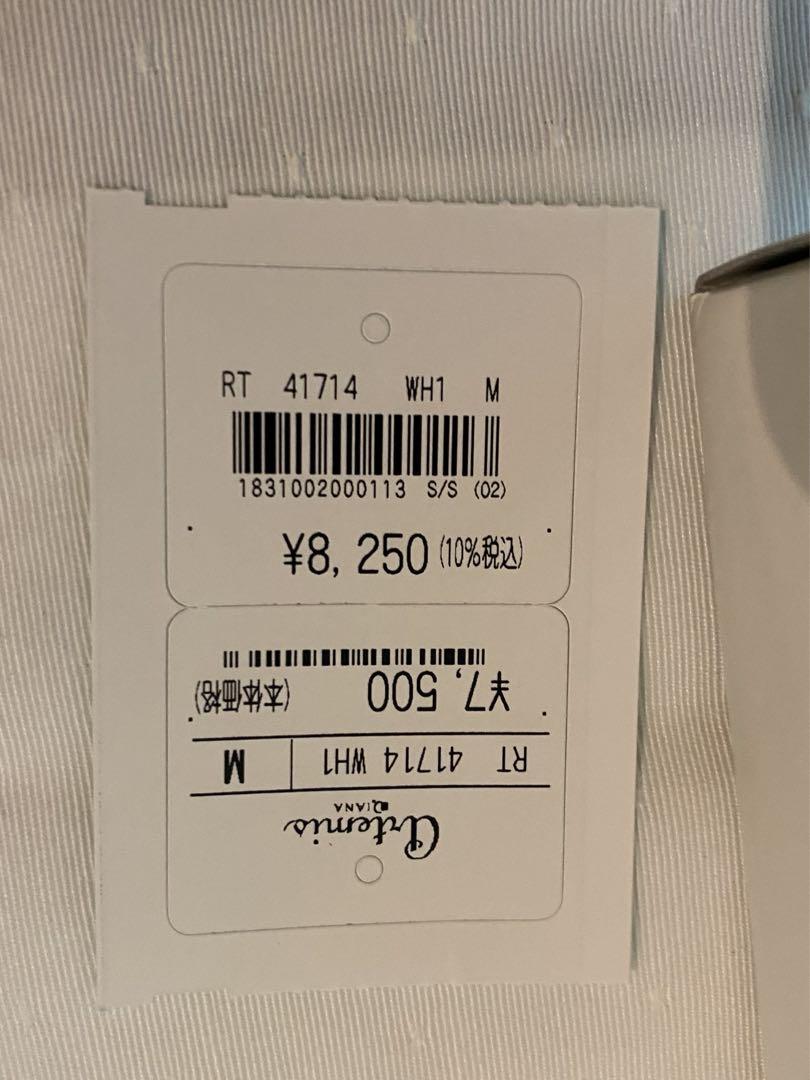 RT 41714 WH1 M
1831002000113 S/S (02)
¥8,250(10%税込)
artemis
DIANA
RT 41714 WH1 M
¥7,500 (本体価格)